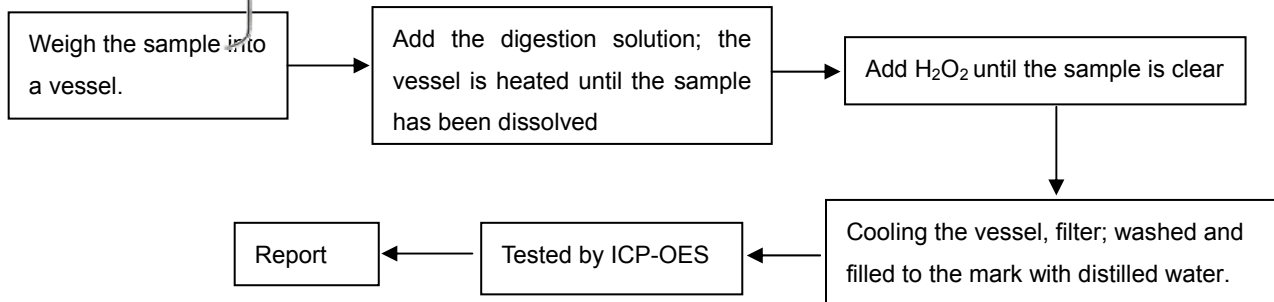 Weigh the sample into
a vessel.
Add the digestion solution; the
vessel is heated until the sample
has been dissolved
Add H₂O₂ until the sample is clear
Cooling the vessel, filter; washed and
filled to the mark with distilled water.
Tested by ICP-OES
Report